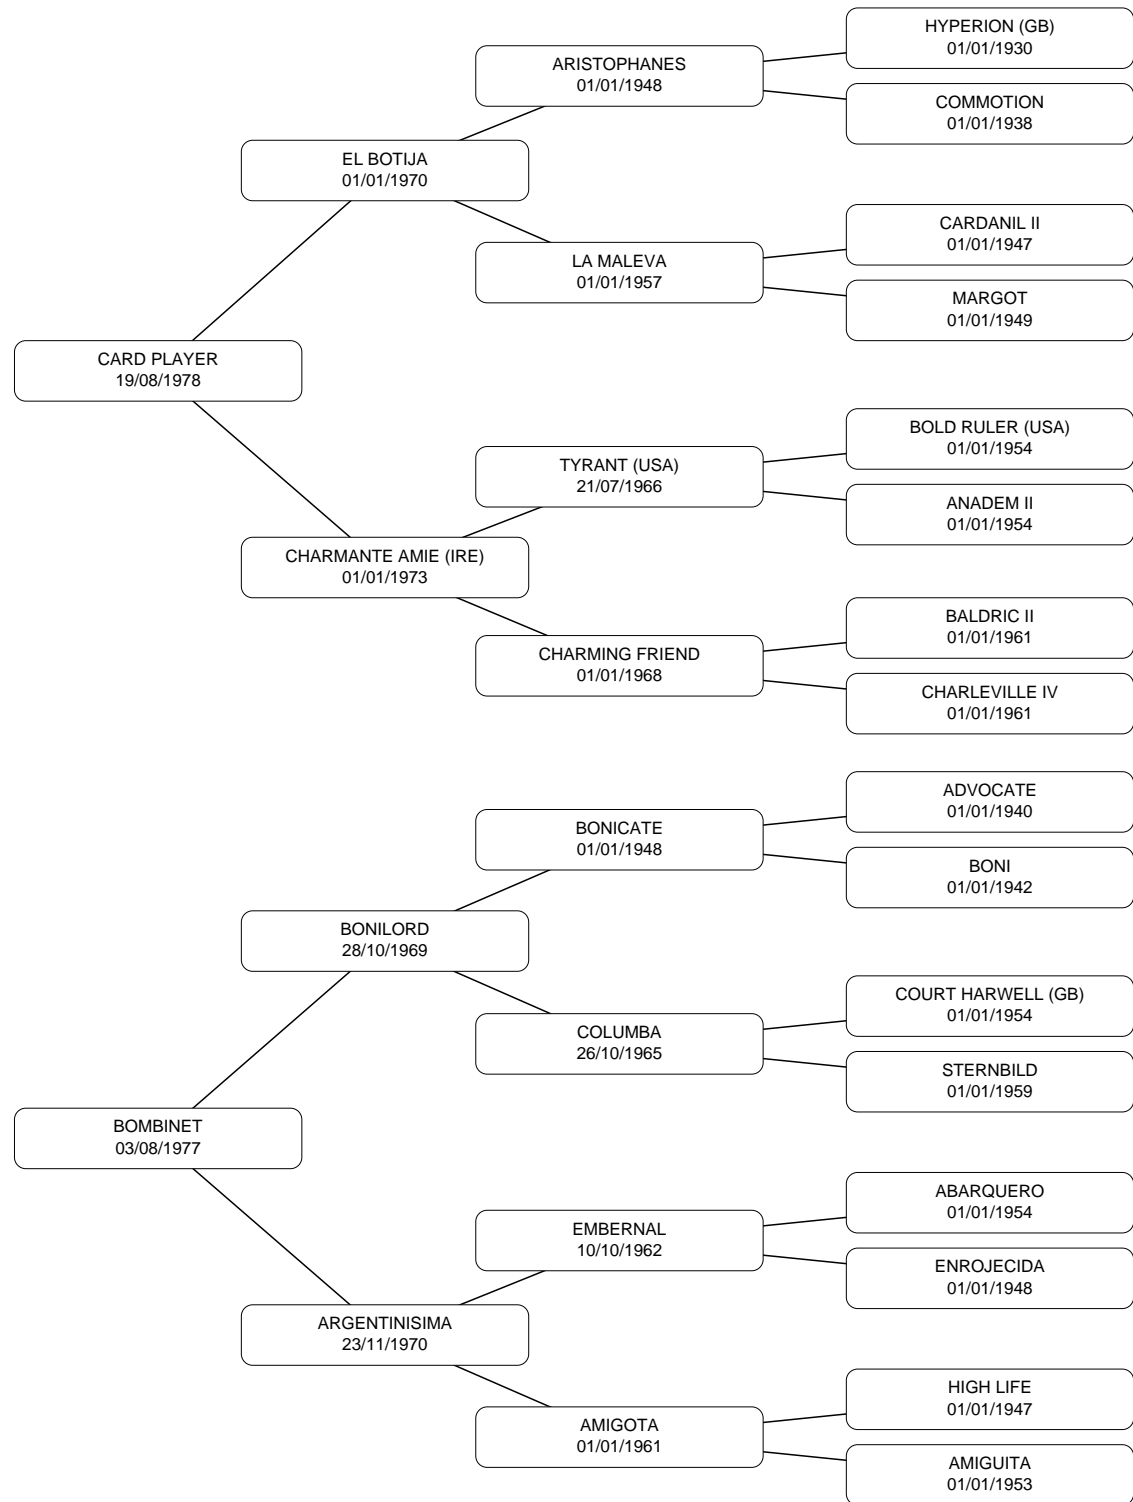 HYPERION (GB)
01/01/1930
ARISTOPHANES
01/01/1948
COMMOTION
01/01/1938
EL BOTIJA
01/01/1970
CARDANIL II
01/01/1947
LA MALEVA
01/01/1957
MARGOT
01/01/1949
CARD PLAYER
19/08/1978
BOLD RULER (USA)
01/01/1954
TYRANT (USA)
21/07/1966
ANADEM II
01/01/1954
CHARMANTE AMIE (IRE)
01/01/1973
BALDRIC II
01/01/1961
CHARMING FRIEND
01/01/1968
CHARLEVILLE IV
01/01/1961
ADVOCATE
01/01/1940
BONICATE
01/01/1948
BONI
01/01/1942
BONILORD
28/10/1969
COURT HARWELL (GB)
01/01/1954
COLUMBA
26/10/1965
STERNBILD
01/01/1959
BOMBINET
03/08/1977
ABARQUERO
01/01/1954
EMBERNAL
10/10/1962
ENROJECIDA
01/01/1948
ARGENTINISIMA
23/11/1970
HIGH LIFE
01/01/1947
AMIGOTA
01/01/1961
AMIGUITA
01/01/1953